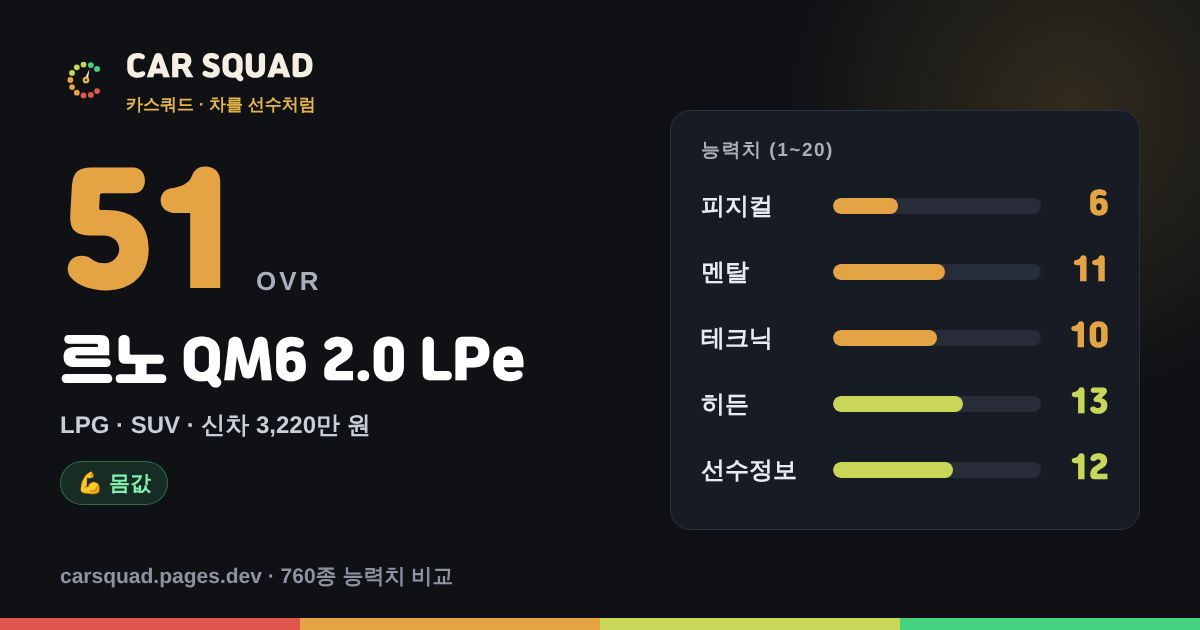 CAR SQUAD
카스쿼드 · 차를 선수처럼
51 OVR
르노 QM6 2.0 LPe
LPG · SUV · 신차 3,220만 원
💪 몸값
carsquad.pages.dev · 760종 능력치 비교
능력치 (1~20)
피지컬 6
멘탈 11
테크닉 10
히든 13
선수정보 12